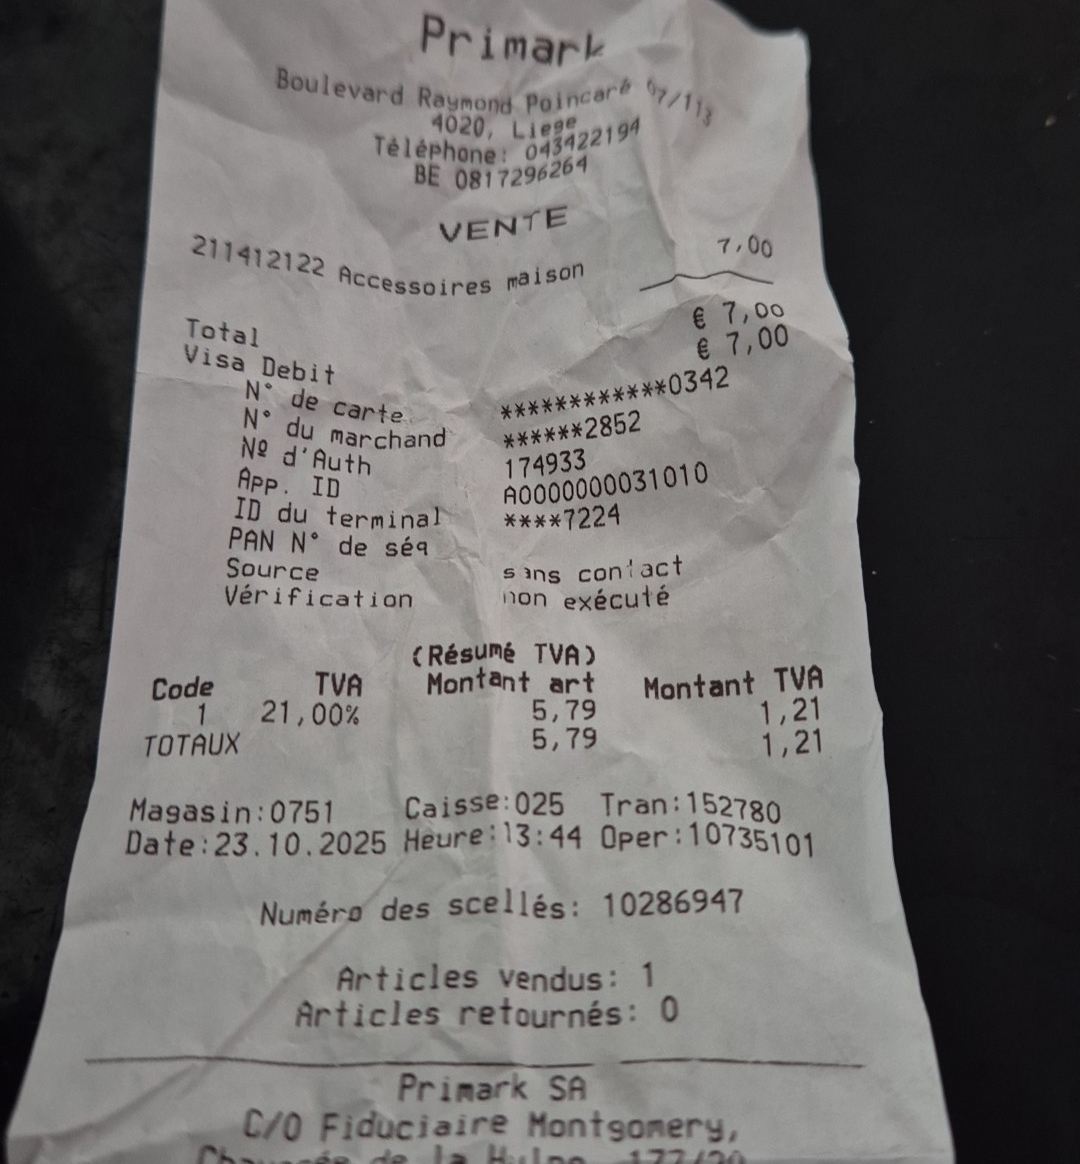 Primark
Boulevard Raymond Poincaré 07/113
4020, Liege
Téléphone: 043422194
BE 0817296264
VENTE
211412122 Accessoires maison 7,00
Total € 7,00
Visa Debit € 7,00
N° de carte ************0342
N° du marchand ******2852
Nº d'Auth 174933
App. ID A0000000031010
ID du terminal ****7224
PAN N° de séq
Source sans contact
Vérification non exécuté
(Résumé TVA)
Code TVA Montant art Montant TVA
1 21,00% 5,79 1,21
TOTAUX 5,79 1,21
Magasin:0751 Caisse:025 Tran:152780
Date:23.10.2025 Heure:13:44 Oper:10735101
Numéro des scellés: 10286947
Articles vendus: 1
Articles retournés: 0
Primark SA
C/O Fiduciaire Montgomery,
Chaussée de la Hulpe